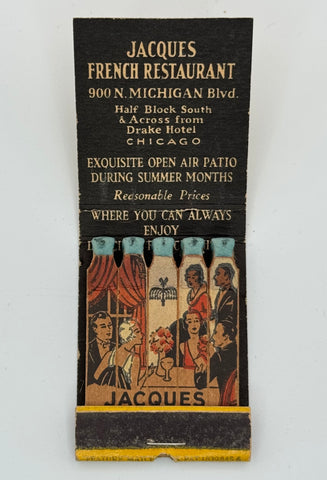 JACQUES
FRENCH RESTAURANT
900 N. MICHIGAN Blvd.
Half Block South
& Across from
Drake Hotel
CHICAGO
EXQUISITE OPEN AIR PATIO
DURING SUMMER MONTHS
Reasonable Prices
WHERE YOU CAN ALWAYS
ENJOY
JACQUES